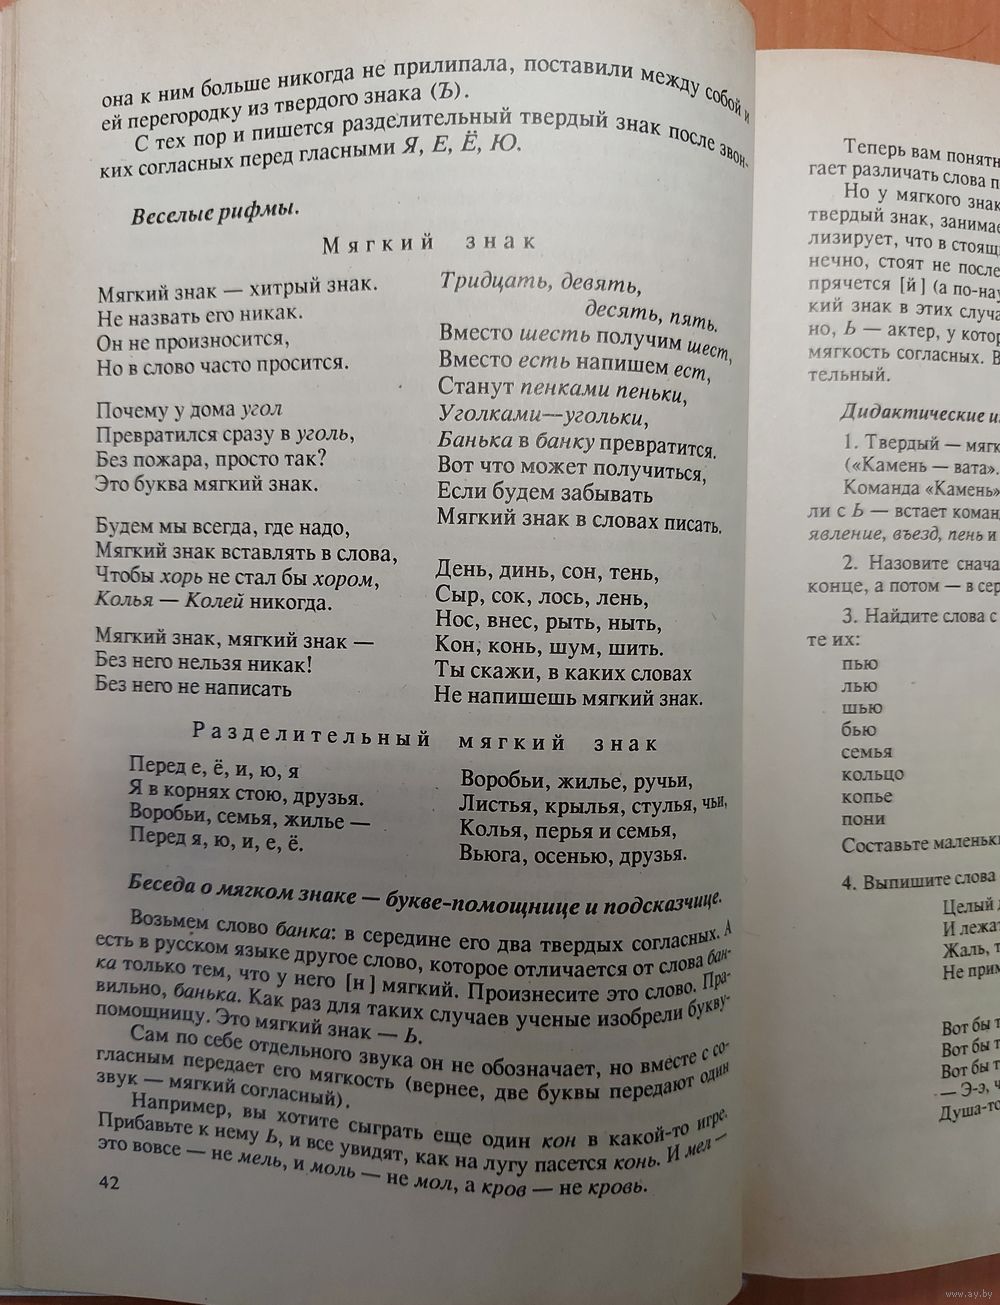 она к ним больше никогда не прилипала, поставили между собой и
ей перегородку из твердого знака (Ъ).
С тех пор и пишется разделительный твердый знак после звон-
ких согласных перед гласными Я, Е, Ё, Ю.
Веселые рифмы.
Мягкий знак
Мягкий знак — хитрый знак.
Не назвать его никак.
Он не произносится,
Но в слово часто просится.
Почему у дома угол
Превратился сразу в уголь,
Без пожара, просто так?
Это буква мягкий знак.
Будем мы всегда, где надо,
Мягкий знак вставлять в слова,
Чтобы хорь не стал бы хором,
Колья — Колей никогда.
Мягкий знак, мягкий знак —
Без него нельзя никак!
Без него не написать
Тридцать, девять,
десять, пять.
Вместо шесть получим шест,
Вместо есть напишем ест,
Станут пенками пеньки,
Уголками—угольки,
Банька в банку превратится.
Вот что может получиться,
Если будем забывать
Мягкий знак в словах писать.
День, динь, сон, тень,
Сыр, сок, лось, лень,
Нос, внес, рыть, ныть,
Кон, конь, шум, шить.
Ты скажи, в каких словах
Не напишешь мягкий знак.
Разделительный мягкий знак
Перед е, ё, и, ю, я
Я в корнях стою, друзья.
Воробьи, семья, жилье —
Перед я, ю, и, е, ё.
Воробьи, жилье, ручьи,
Листья, крылья, стулья, чьи,
Колья, перья и семья,
Вьюга, осенью, друзья.
Беседа о мягком знаке — букве-помощнице и подсказчице.
Возьмем слово банка: в середине его два твердых согласных. А
есть в русском языке другое слово, которое отличается от слова бан-
ка только тем, что у него [н] мягкий. Произнесите это слово. Пра-
вильно, банька. Как раз для таких случаев ученые изобрели букву-
помощницу. Это мягкий знак — Ь.
Сам по себе отдельного звука он не обозначает, но вместе с со-
гласным передает его мягкость (вернее, две буквы передают один
звук — мягкий согласный).
Например, вы хотите сыграть еще один кон в какой-то игре.
Прибавьте к нему Ь, и все увидят, как на лугу пасется конь. И мел —
это вовсе — не мель, и моль — не мол, а кров — не кровь.
42
Теперь вам понятн
гает различать слова п
Но у мягкого знак
твердый знак, занимае
лизирует, что в стоящ
нечно, стоят не после
прячется [й] (а по-нау
кий знак в этих случа
но, Ь — актер, у котор
мягкость согласных. В
тельный.
Дидактические и
1. Твердый — мягк
(«Камень — вата».
Команда «Камень»
ли с Ь — встает коман
явление, въезд, пень и
2. Назовите снача
конце, а потом — в сер
3. Найдите слова с
те их:
пью
лью
шью
бью
семья
кольцо
копье
пони
Составьте маленьк
4. Выпишите слова
Целый
И лежат
Жаль, т
Не прим
Вот бы т
Вот бы т
Вот бы т
— Э-э, ч
Душа-то
www.ay.by